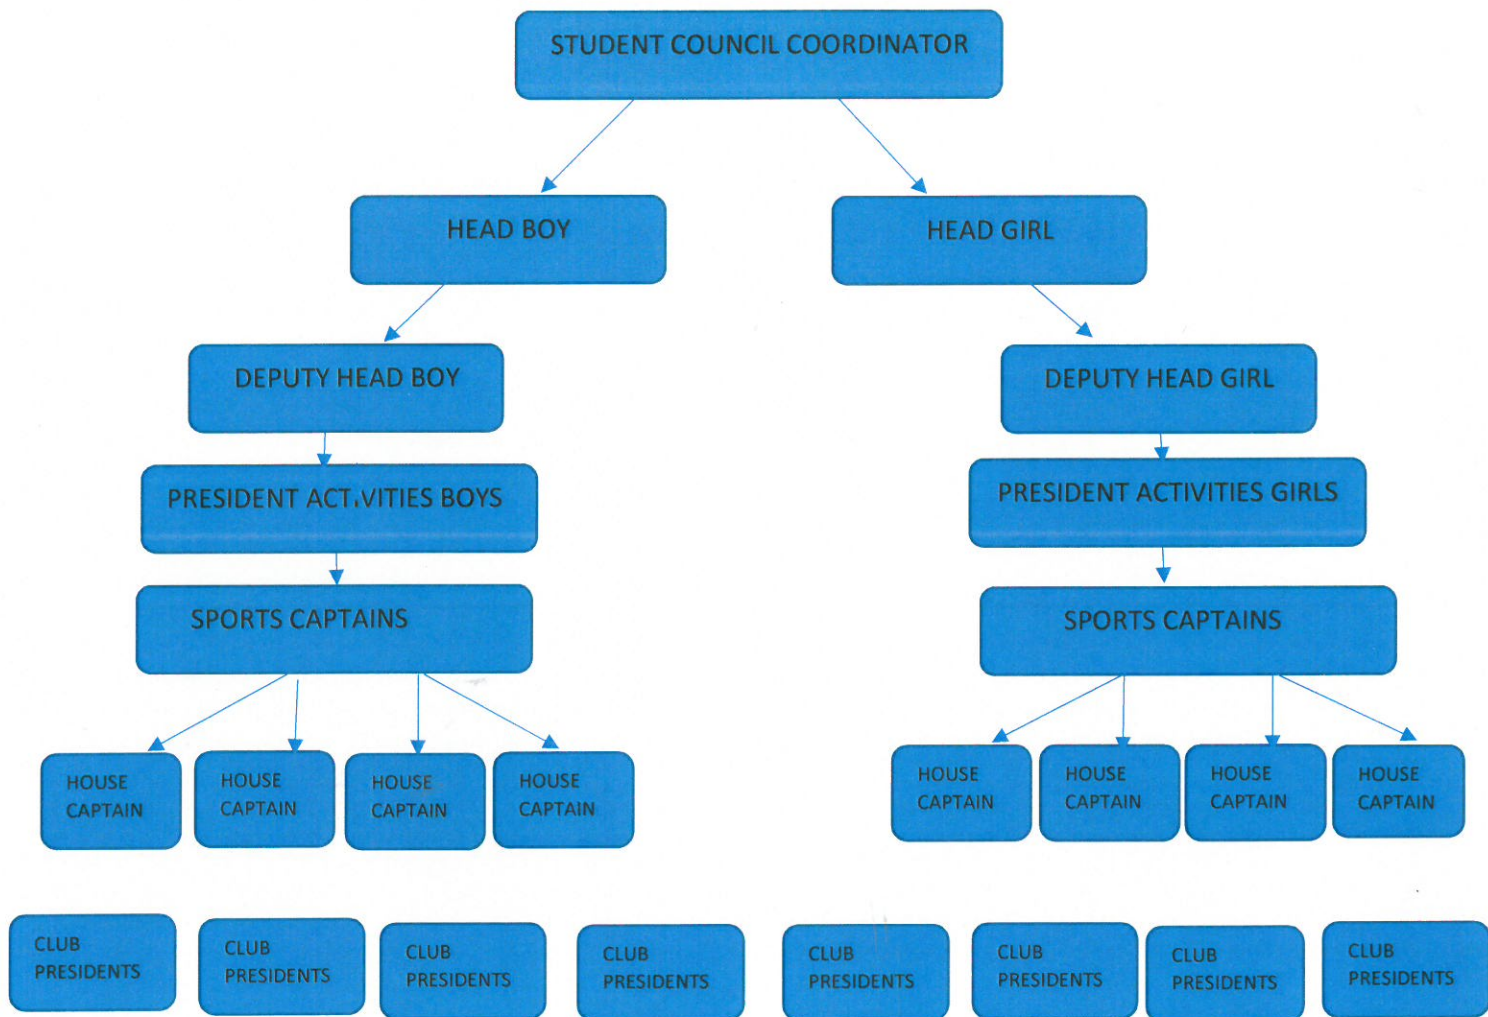 STUDENT COUNCIL COORDINATOR
HEAD BOY
HEAD GIRL
DEPUTY HEAD BOY
DEPUTY HEAD GIRL
PRESIDENT ACTIVITIES BOYS
PRESIDENT ACTIVITIES GIRLS
SPORTS CAPTAINS
SPORTS CAPTAINS
HOUSE
CAPTAIN
HOUSE
CAPTAIN
HOUSE
CAPTAIN
HOUSE
CAPTAIN
HOUSE
CAPTAIN
HOUSE
CAPTAIN
HOUSE
CAPTAIN
HOUSE
CAPTAIN
CLUB
PRESIDENTS
CLUB
PRESIDENTS
CLUB
PRESIDENTS
CLUB
PRESIDENTS
CLUB
PRESIDENTS
CLUB
PRESIDENTS
CLUB
PRESIDENTS
CLUB
PRESIDENTS